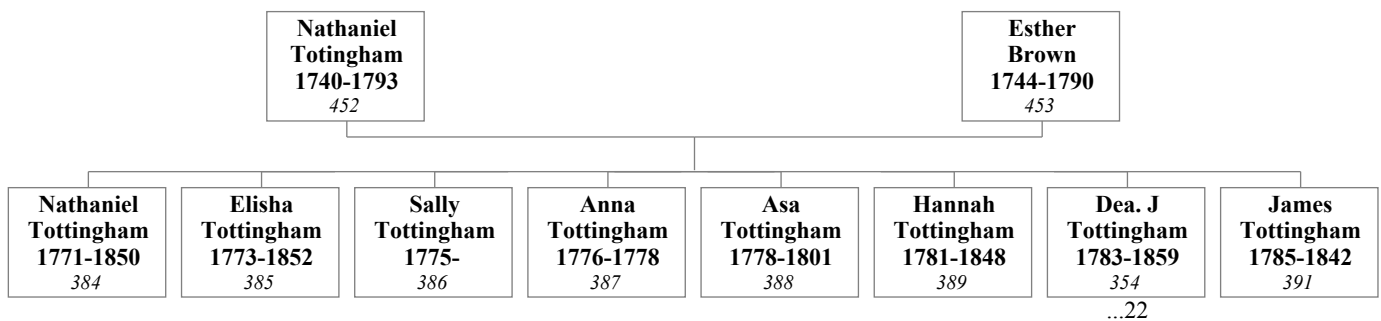 Nathaniel
Totingham
1740-1793
452
Esther
Brown
1744-1790
453
Nathaniel
Tottingham
1771-1850
384
Elisha
Tottingham
1773-1852
385
Sally
Tottingham
1775-
386
Anna
Tottingham
1776-1778
387
Asa
Tottingham
1778-1801
388
Hannah
Tottingham
1781-1848
389
Dea. J
Tottingham
1783-1859
354
...22
James
Tottingham
1785-1842
391